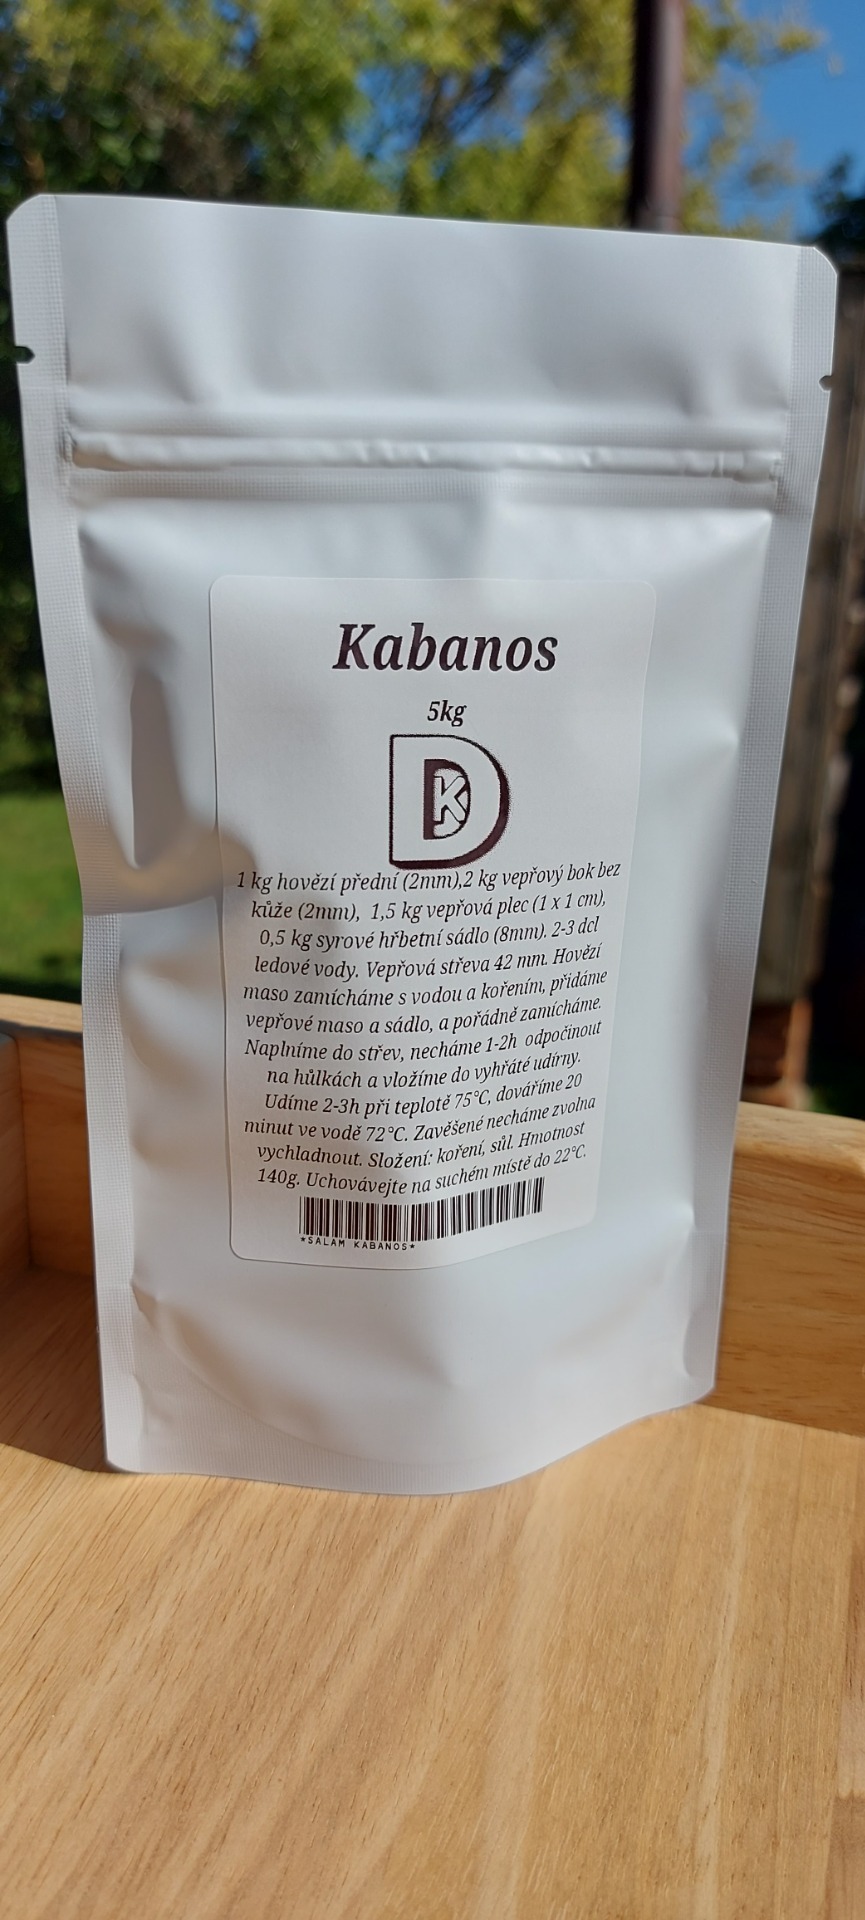 Kabanos
5kg
DK
1 kg hovězí přední (2mm),2 kg vepřový bok bez
kůže (2mm), 1,5 kg vepřová plec (1 x 1 cm),
0,5 kg syrové hřbetní sádlo (8mm). 2-3 dcl
ledové vody. Vepřová střeva 42 mm. Hovězí
maso zamícháme s vodou a kořením, přidáme
vepřové maso a sádlo, a pořádně zamícháme.
Naplníme do střev, necháme 1-2h odpočinout
na hůlkách a vložíme do vyhřáté udírny.
Udíme 2-3h při teplotě 75°C, dováříme 20
minut ve vodě 72°C. Zavěšené necháme zvolna
vychladnout. Složení: koření, sůl. Hmotnost
140g. Uchovávejte na suchém místě do 22°C.
*SALAM KABANOS*